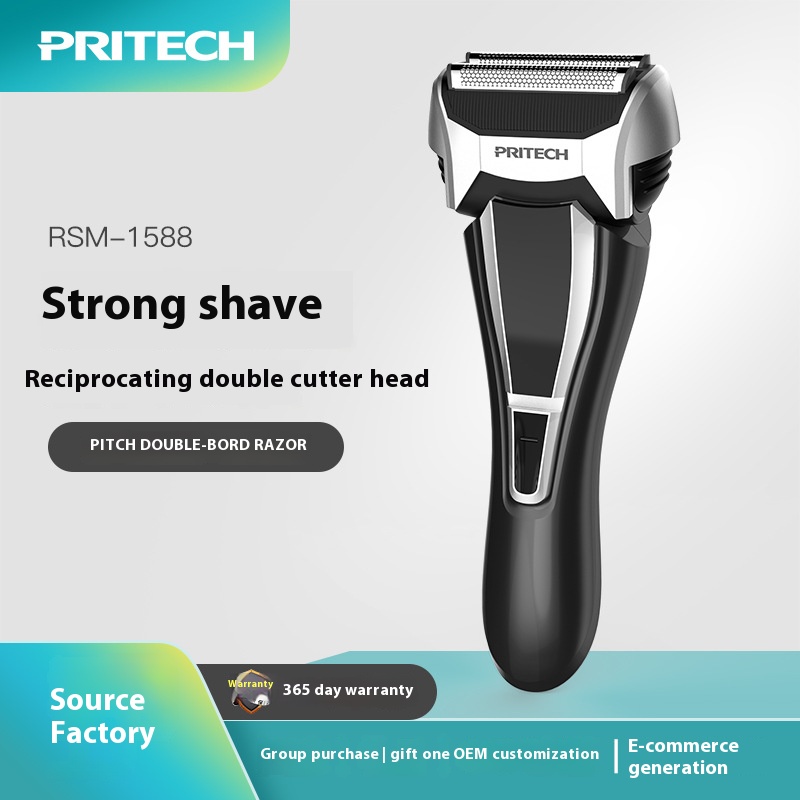 PRITECH
PRITECH
RSM-1588
Strong shave
Reciprocating double cutter head
PITCH DOUBLE-BORD RAZOR
Warranty
365 day warranty
Source
Factory
Group purchase | gift one OEM customization
E-commerce
generation